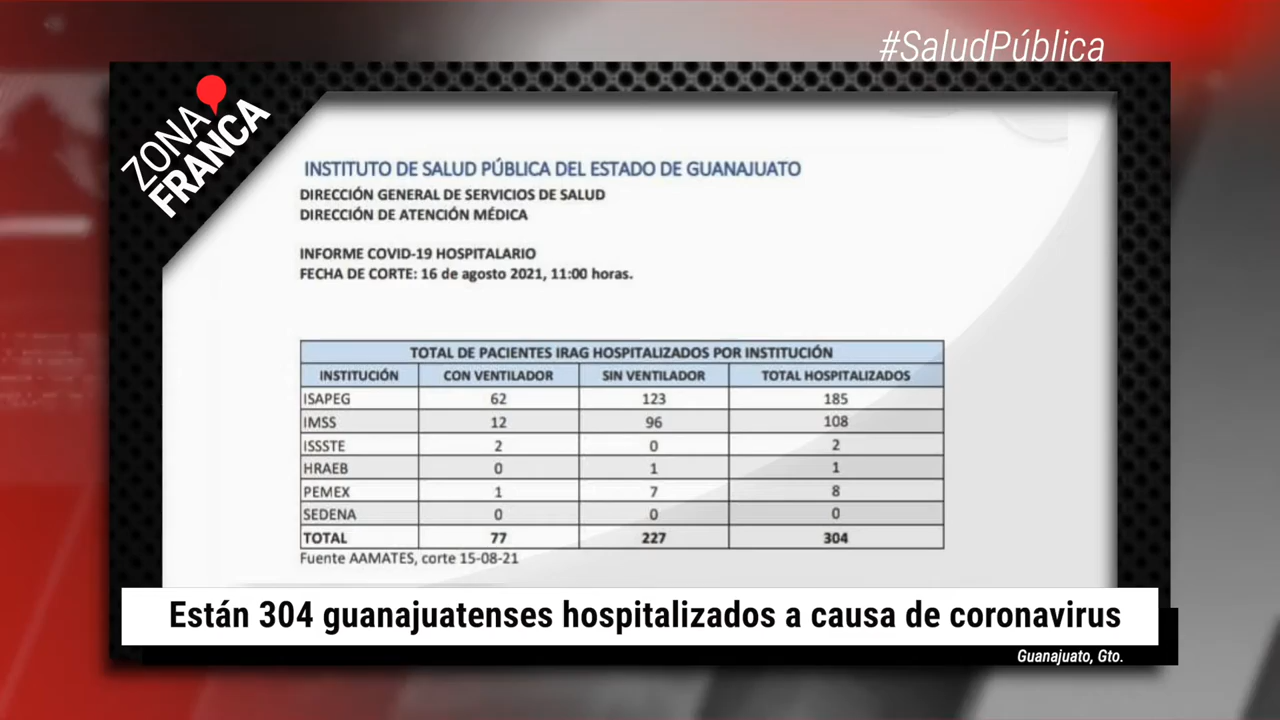 #SaludPública
ZONA
FRANCA
INSTITUTO DE SALUD PÚBLICA DEL ESTADO DE GUANAJUATO
DIRECCIÓN GENERAL DE SERVICIOS DE SALUD
DIRECCIÓN DE ATENCIÓN MÉDICA
INFORME COVID-19 HOSPITALARIO
FECHA DE CORTE: 16 de agosto 2021, 11:00 horas.
TOTAL DE PACIENTES IRAG HOSPITALIZADOS POR INSTITUCIÓN
INSTITUCIÓN CON VENTILADOR SIN VENTILADOR TOTAL HOSPITALIZADOS
ISAPEG 62 123 185
IMSS 12 96 108
ISSSTE 2 0 2
HRAEB 0 1 1
PEMEX 1 7 8
SEDENA 0 0 0
TOTAL 77 227 304
Fuente AAMATES, corte 15-08-21
Están 304 guanajuatenses hospitalizados a causa de coronavirus
Guanajuato, Gto.